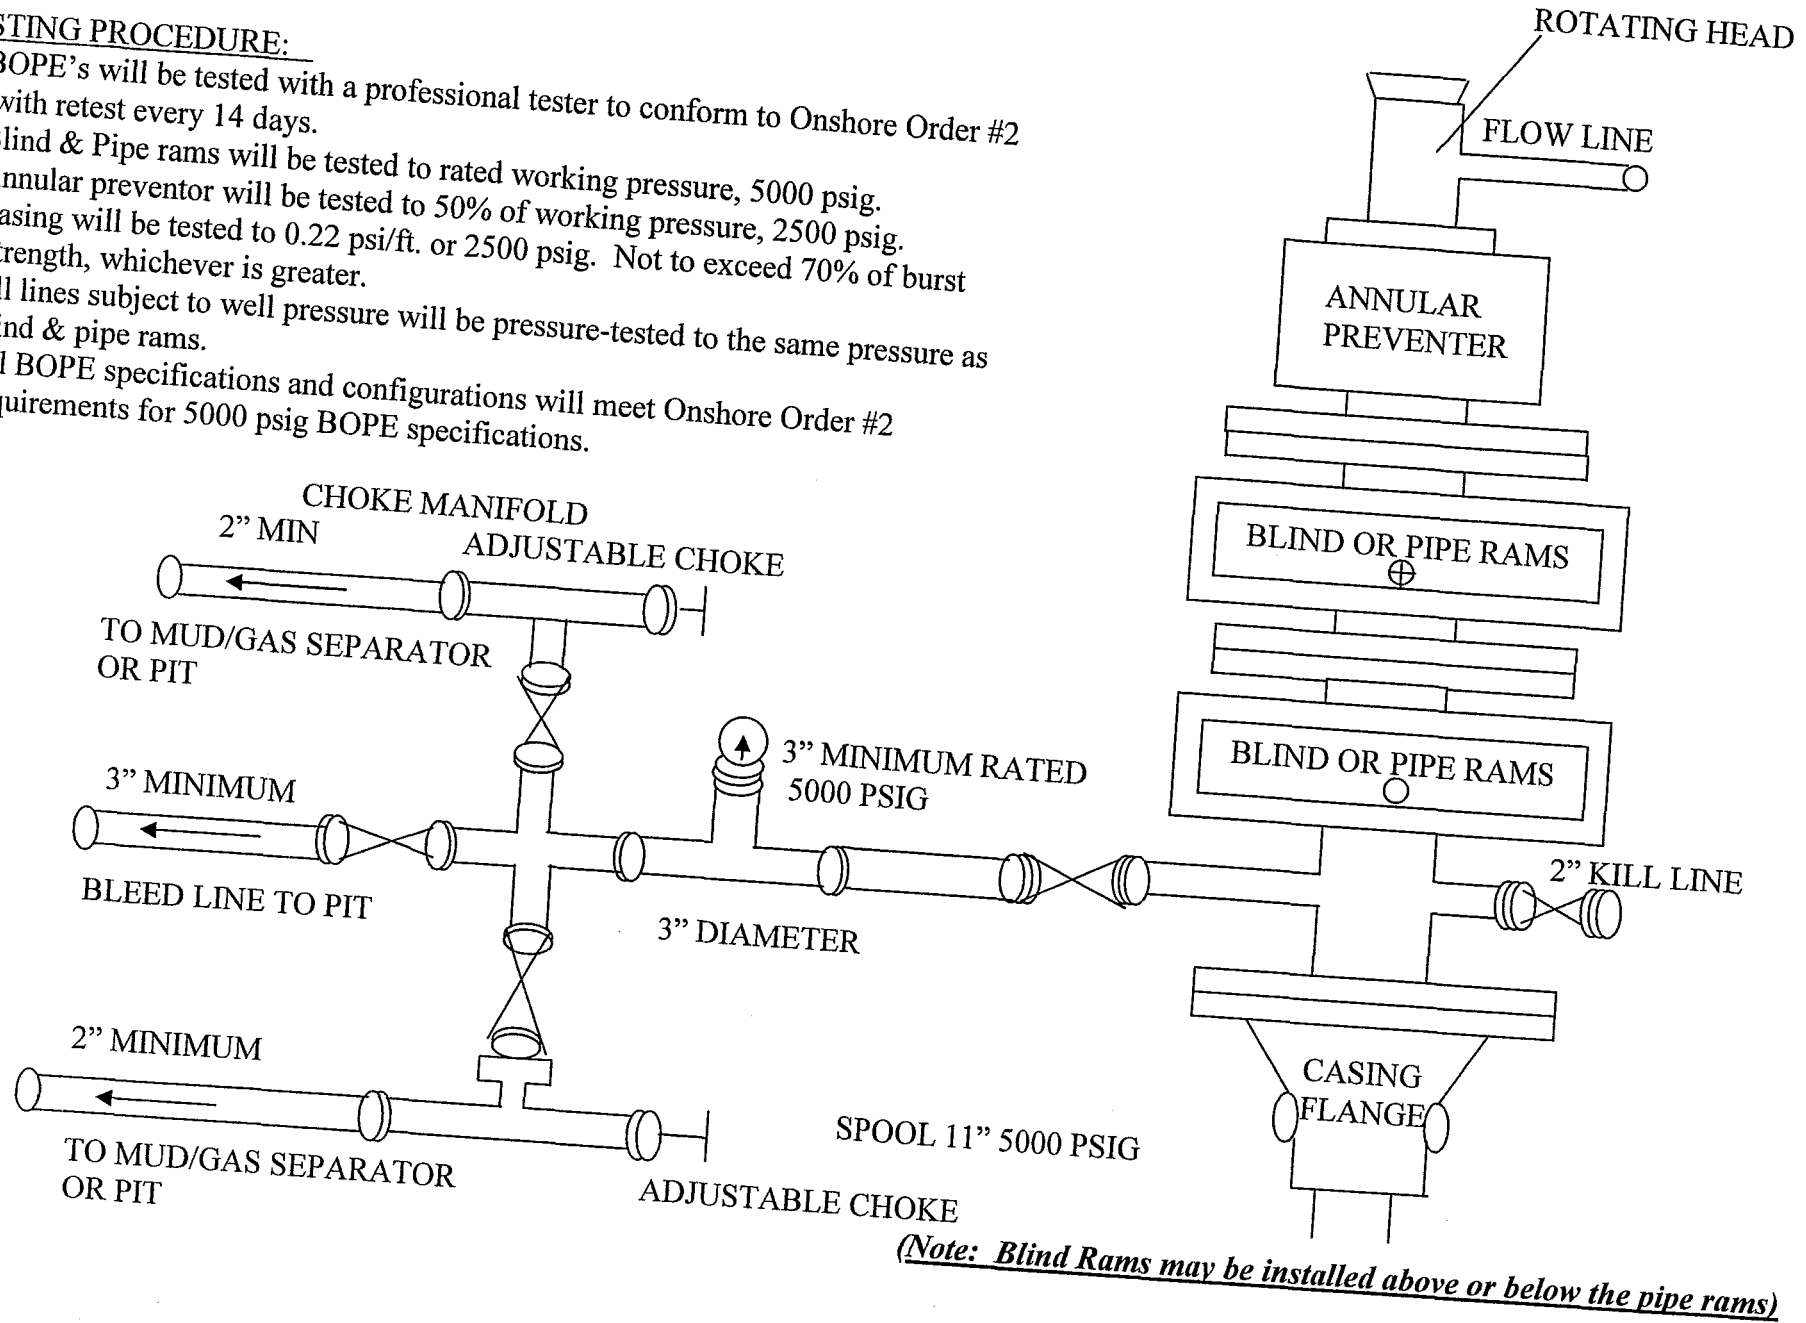 STING PROCEDURE:
BOPE's will be tested with a professional tester to conform to Onshore Order #2
with retest every 14 days.
Blind & Pipe rams will be tested to rated working pressure, 5000 psig.
nnular preventor will be tested to 50% of working pressure, 2500 psig.
asing will be tested to 0.22 psi/ft. or 2500 psig.  Not to exceed 70% of burst
trength, whichever is greater.
ll lines subject to well pressure will be pressure-tested to the same pressure as
ind & pipe rams.
l BOPE specifications and configurations will meet Onshore Order #2
quirements for 5000 psig BOPE specifications.
ROTATING HEAD
FLOW LINE
ANNULAR
PREVENTER
BLIND OR PIPE RAMS
BLIND OR PIPE RAMS
2” KILL LINE
CASING
FLANGE
CHOKE MANIFOLD
2” MIN
ADJUSTABLE CHOKE
TO MUD/GAS SEPARATOR
OR PIT
3” MINIMUM RATED
5000 PSIG
3” MINIMUM
BLEED LINE TO PIT
3” DIAMETER
2” MINIMUM
TO MUD/GAS SEPARATOR
OR PIT
SPOOL 11” 5000 PSIG
ADJUSTABLE CHOKE
(Note:  Blind Rams may be installed above or below the pipe rams)